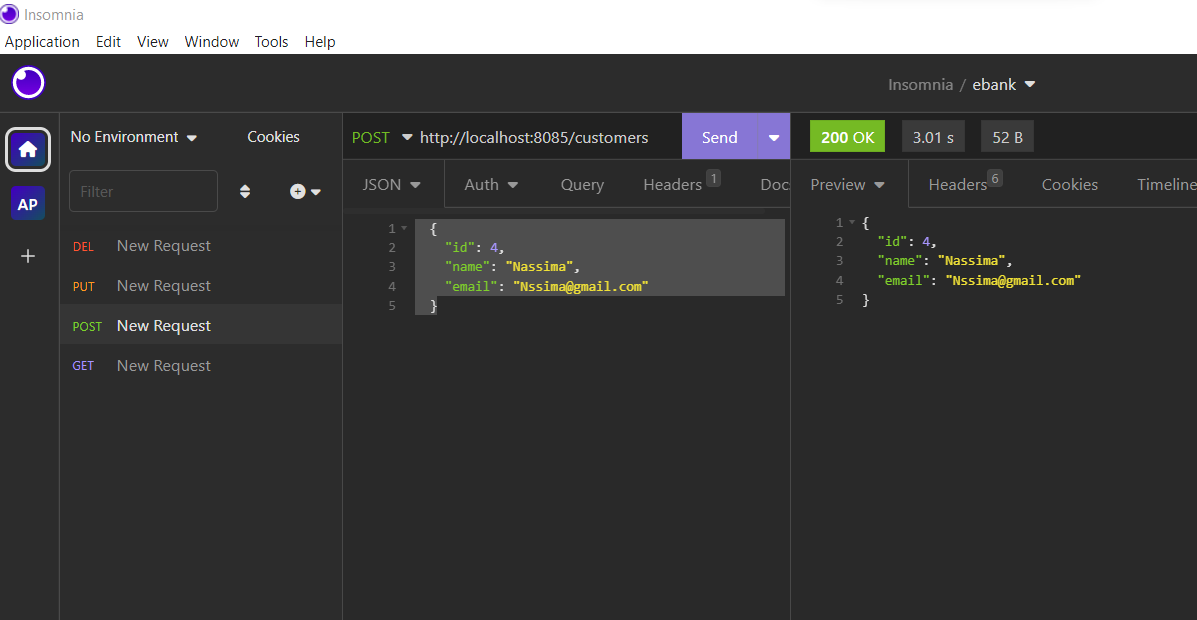 Insomnia
Application Edit View Window Tools Help
Insomnia / ebank
No Environment Cookies
POST http://localhost:8085/customers Send
200 OK 3.01 s 52 B
Filter
AP
DEL New Request
PUT New Request
POST New Request
GET New Request
JSON Auth Query Headers 1 Doc
1 {
2 "id": 4,
3 "name": "Nassima",
4 "email": "Nssima@gmail.com"
5 }
Preview Headers 6 Cookies Timeline
1 {
2 "id": 4,
3 "name": "Nassima",
4 "email": "Nssima@gmail.com"
5 }